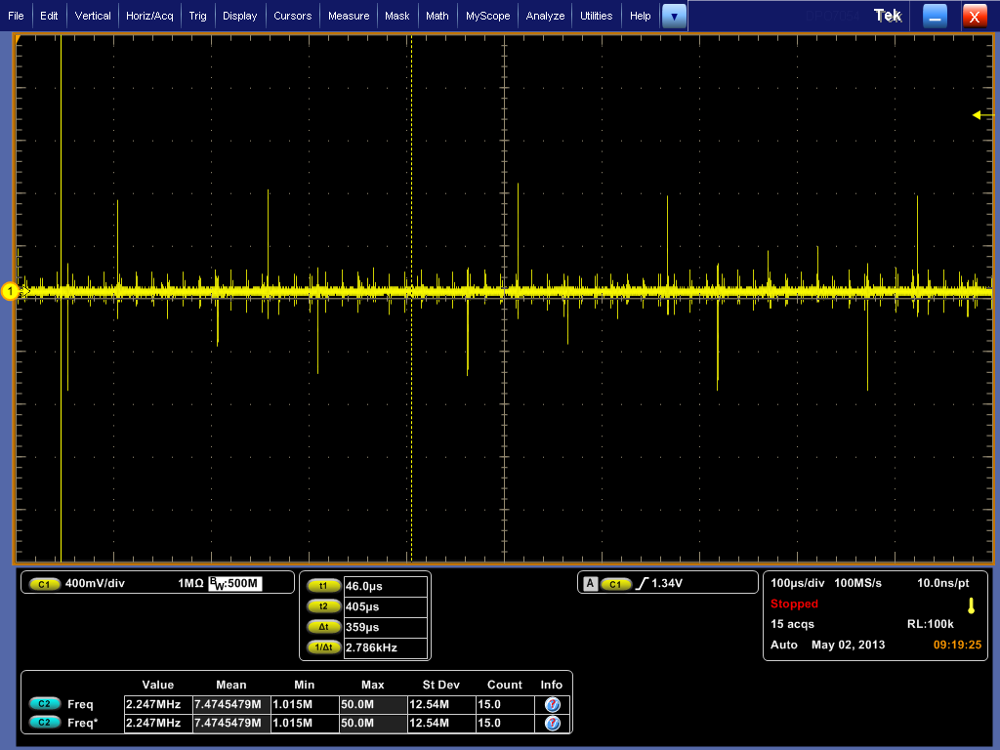 File Edit Vertical Horiz/Acq Trig Display Cursors Measure Mask Math MyScope Analyze Utilities Help Tek X
1
C1 400mV/div 1MΩ BW:500M
t1 46.0µs
t2 405µs
Δt 359µs
1/Δt 2.786kHz
A C1 1.34V
100µs/div 100MS/s 10.0ns/pt
Stopped
15 acqs RL:100k
Auto May 02, 2013 09:19:25
Value Mean Min Max St Dev Count Info
C2 Freq 2.247MHz 7.4745479M 1.015M 50.0M 12.54M 15.0
C2 Freq* 2.247MHz 7.4745479M 1.015M 50.0M 12.54M 15.0